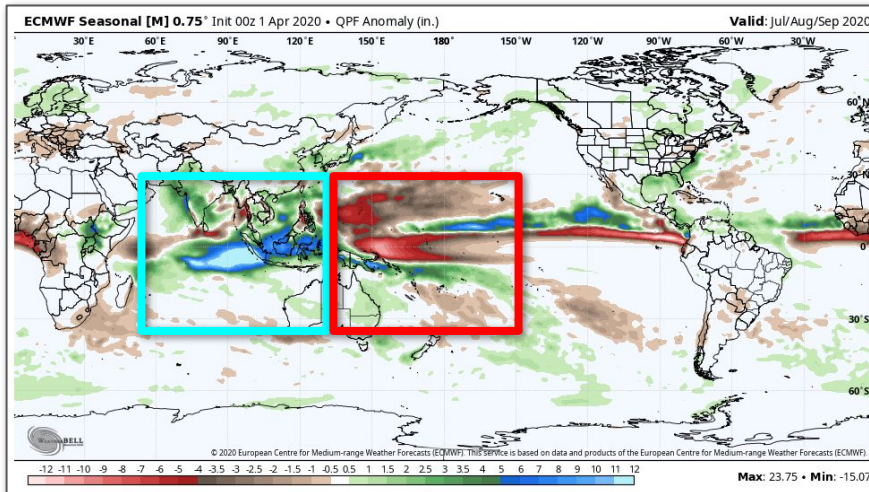 ECMWF Seasonal [M] 0.75° Init 00z 1 Apr 2020 • QPF Anomaly (in.) Valid: Jul/Aug/Sep 2020
30°E 60°E 90°E 120°E 150°E 180° 150°W 120°W 90°W 60°W 30°W
60°N
30°N
0
30°S
60°S
WeatherBELL
© 2020 European Centre for Medium-range Weather Forecasts (ECMWF). This service is based on data and products of the European Centre for Medium-range Weather Forecasts (ECMWF).
-12 -11 -10 -9 -8 -7 -6 -5 -4 -3.5 -3 -2.5 -2 -1.5 -1 -0.5 0.5 1 1.5 2 2.5 3 3.5 4 5 6 7 8 9 10 11 12 Max: 23.75 • Min: -15.07